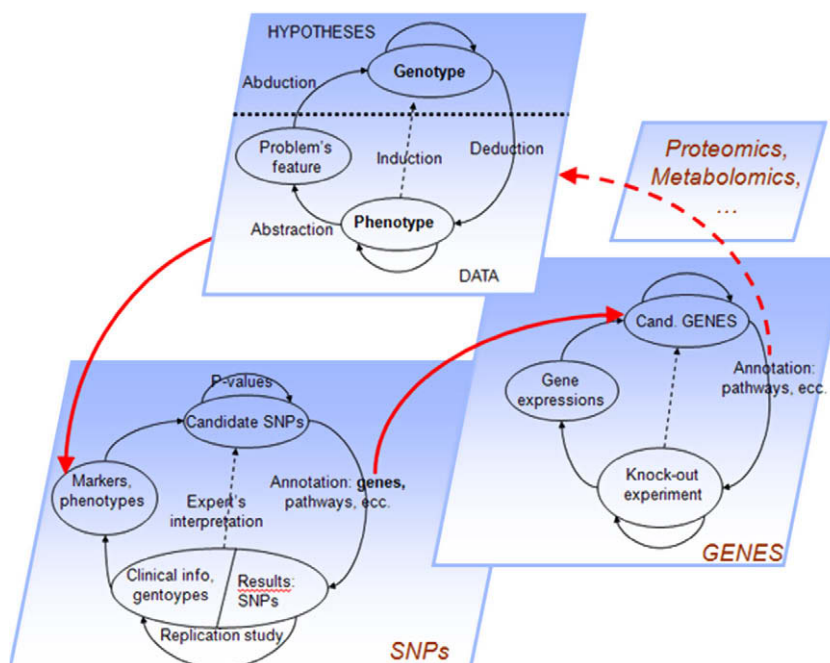 HYPOTHESES
Genotype
Abduction
Problem's
feature
Induction
Deduction
Abstraction
Phenotype
DATA
Proteomics,
Metabolomics,
...
Cand. GENES
Gene
expressions
Annotation:
pathways, ecc.
Knock-out
experiment
GENES
P-values
Candidate SNPs
Markers,
phenotypes
Expert's
interpretation
Annotation: genes,
pathways, ecc.
Clinical info,
gentoypes
Results:
SNPs
Replication study
SNPs